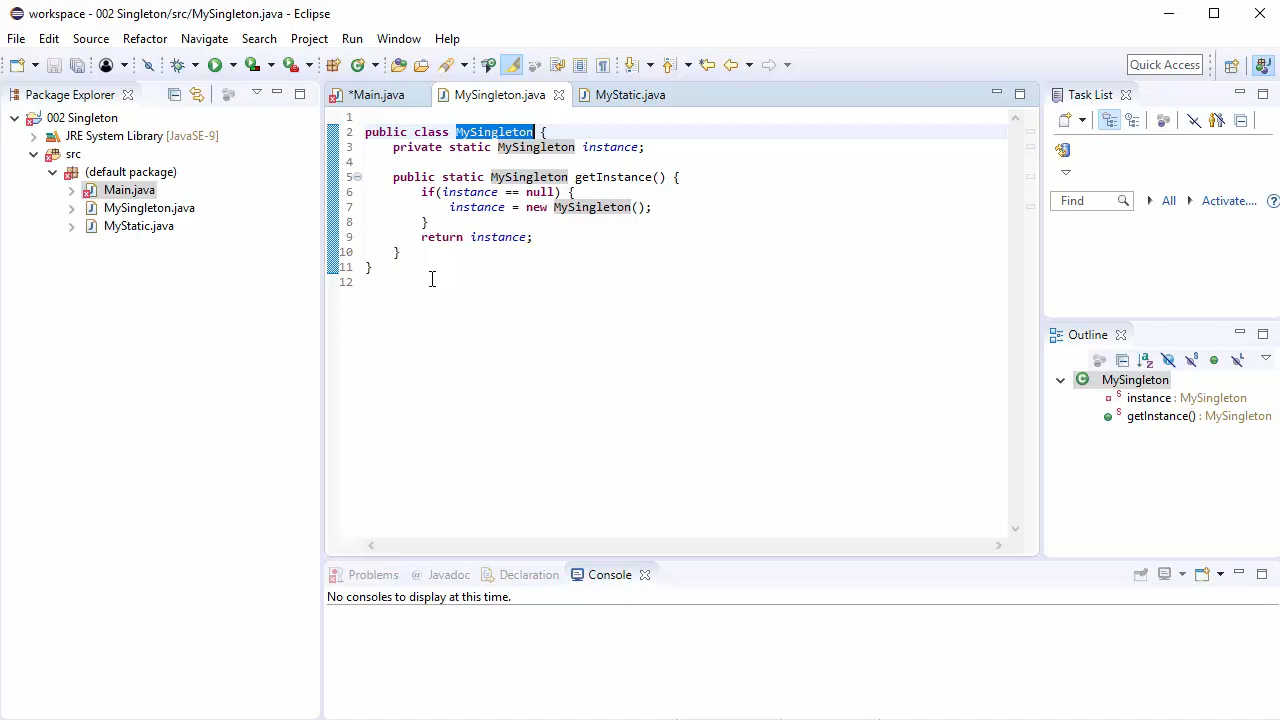 workspace - 002 Singleton/src/MySingleton.java - Eclipse
File Edit Source Refactor Navigate Search Project Run Window Help
Quick Access
Package Explorer
*Main.java MySingleton.java MyStatic.java
Task List
002 Singleton
JRE System Library [JavaSE-9]
src
(default package)
Main.java
MySingleton.java
MyStatic.java
1
2 public class MySingleton {
3 private static MySingleton instance;
4
5 public static MySingleton getInstance() {
6 if(instance == null) {
7 instance = new MySingleton();
8 }
9 return instance;
10 }
11 }
12
Find All Activate... ?
Outline
MySingleton
instance : MySingleton
getInstance() : MySingleton
Problems @ Javadoc Declaration Console
No consoles to display at this time.